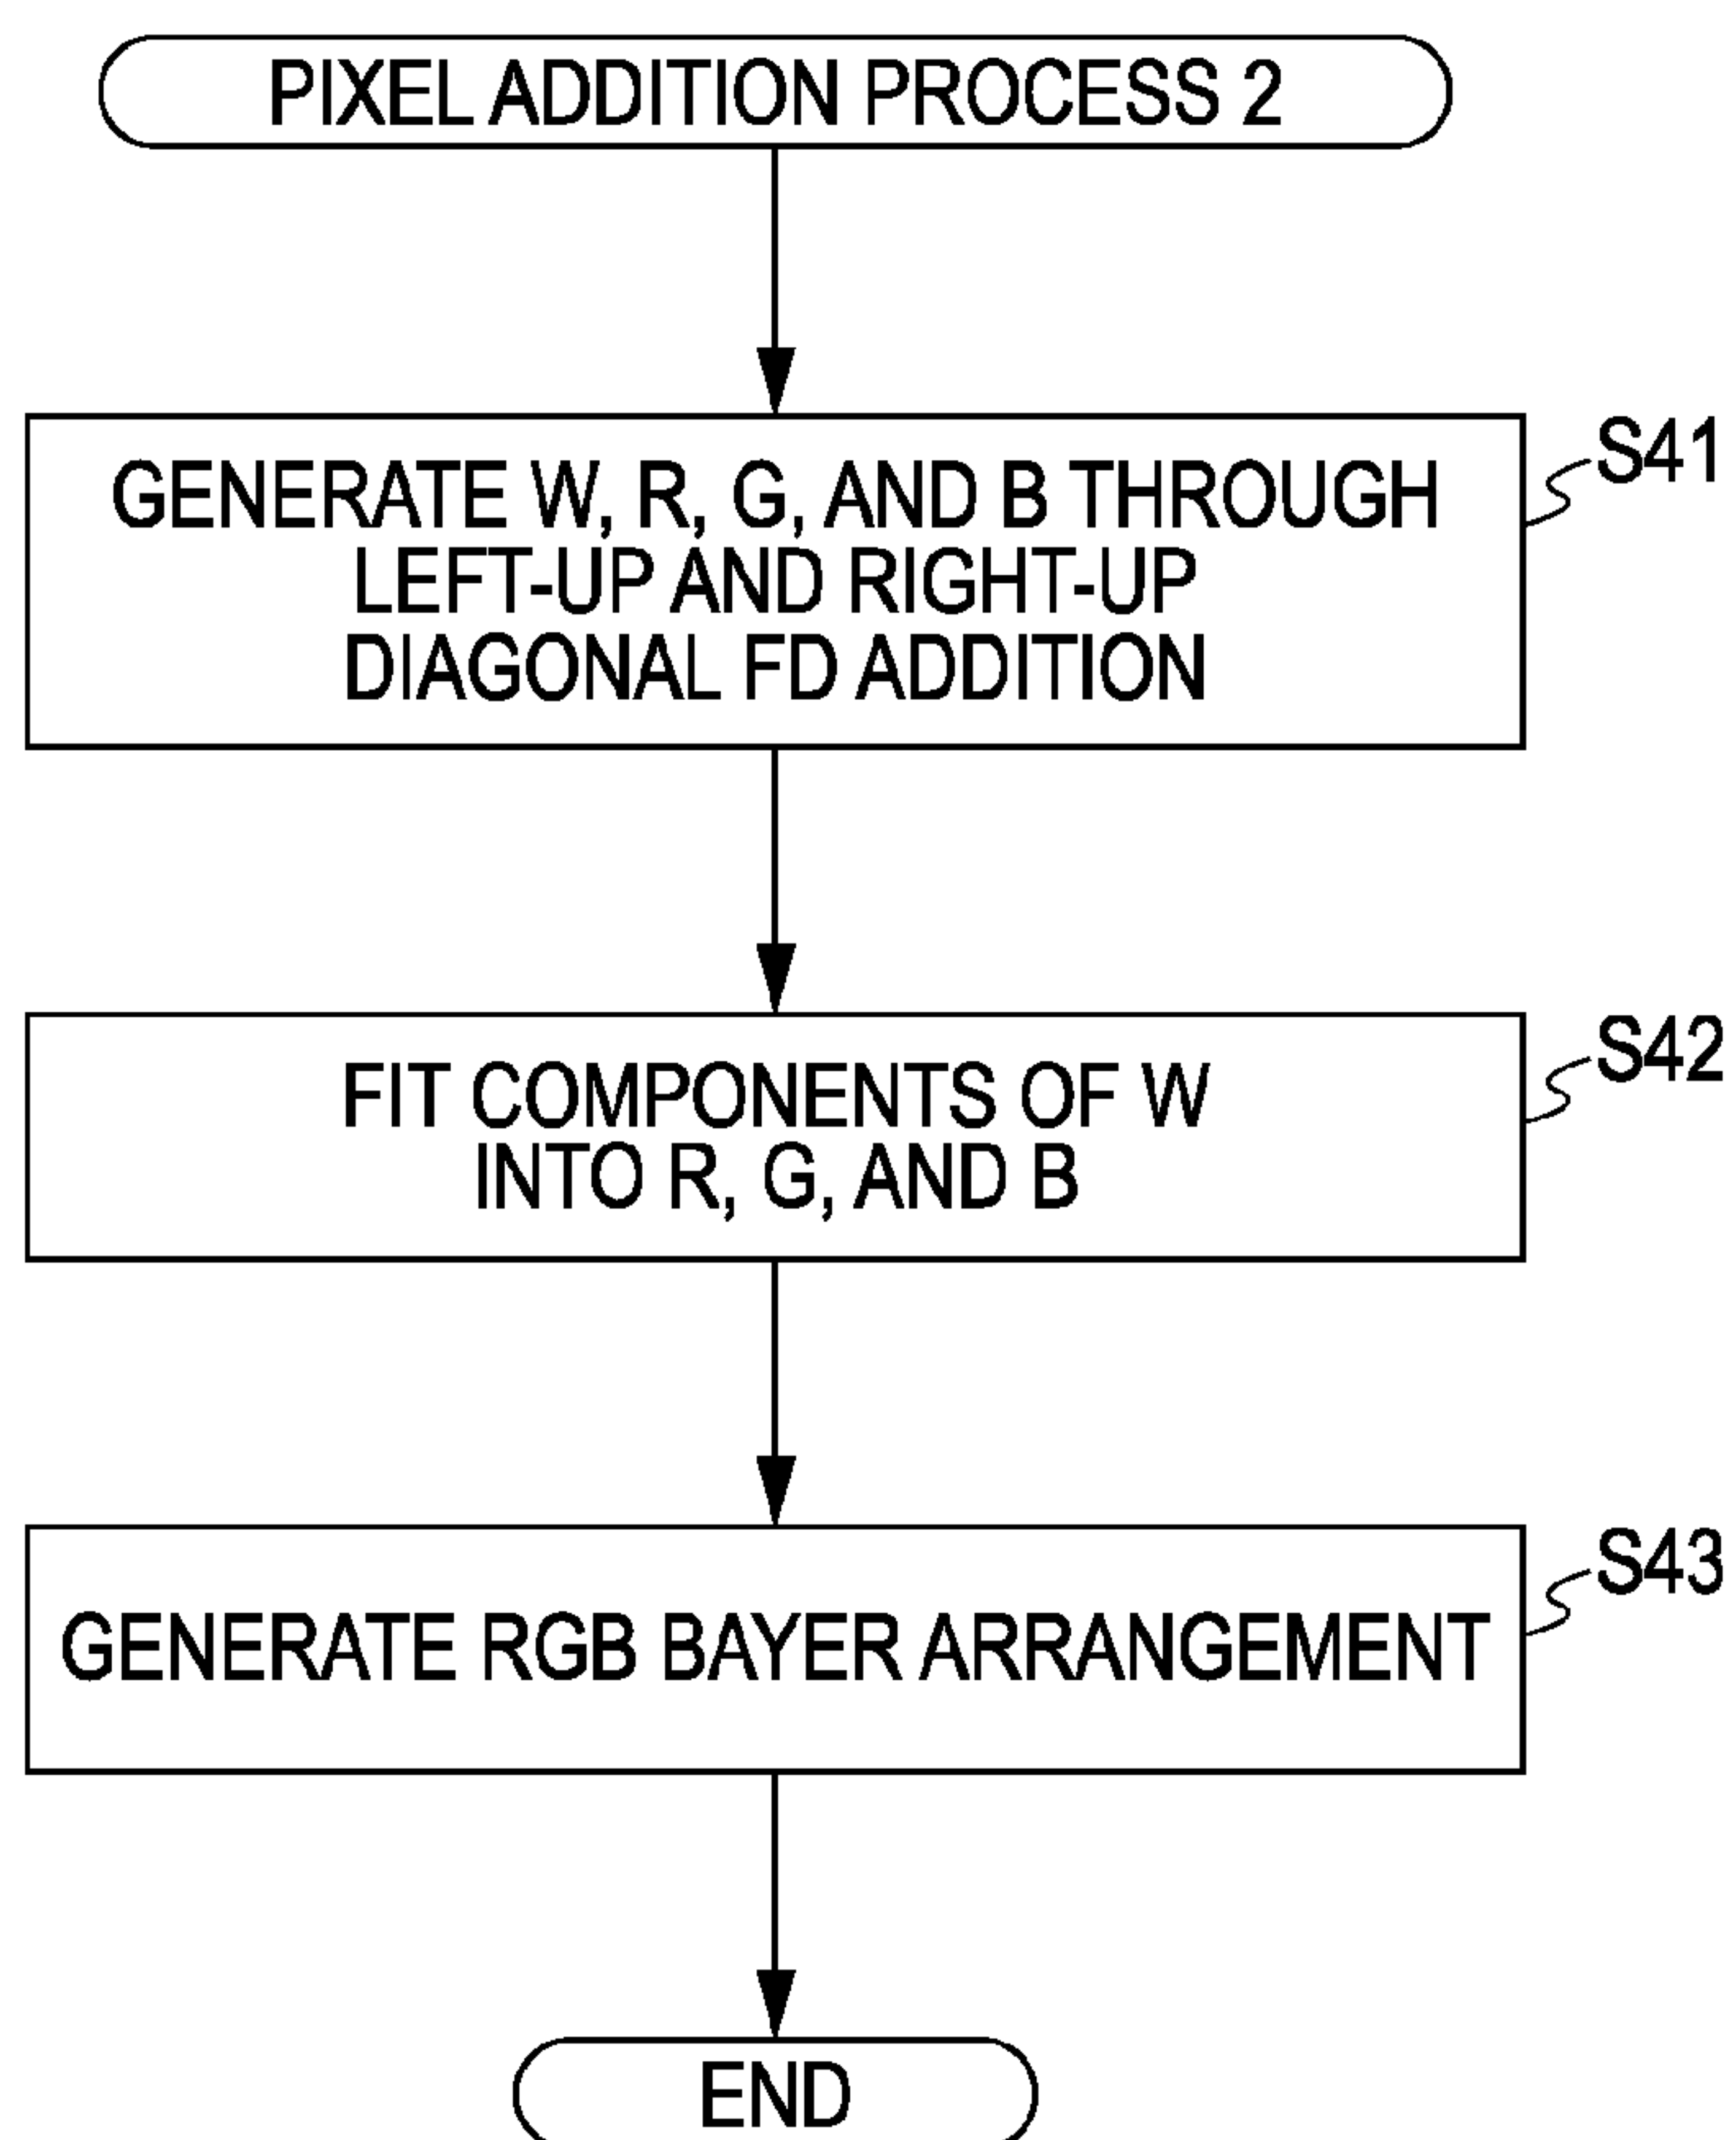 PIXEL ADDITION PROCESS 2
GENERATE W, R, G, AND B THROUGH
LEFT-UP AND RIGHT-UP
DIAGONAL FD ADDITION
S41
FIT COMPONENTS OF W
INTO R, G, AND B
S42
GENERATE RGB BAYER ARRANGEMENT
S43
END